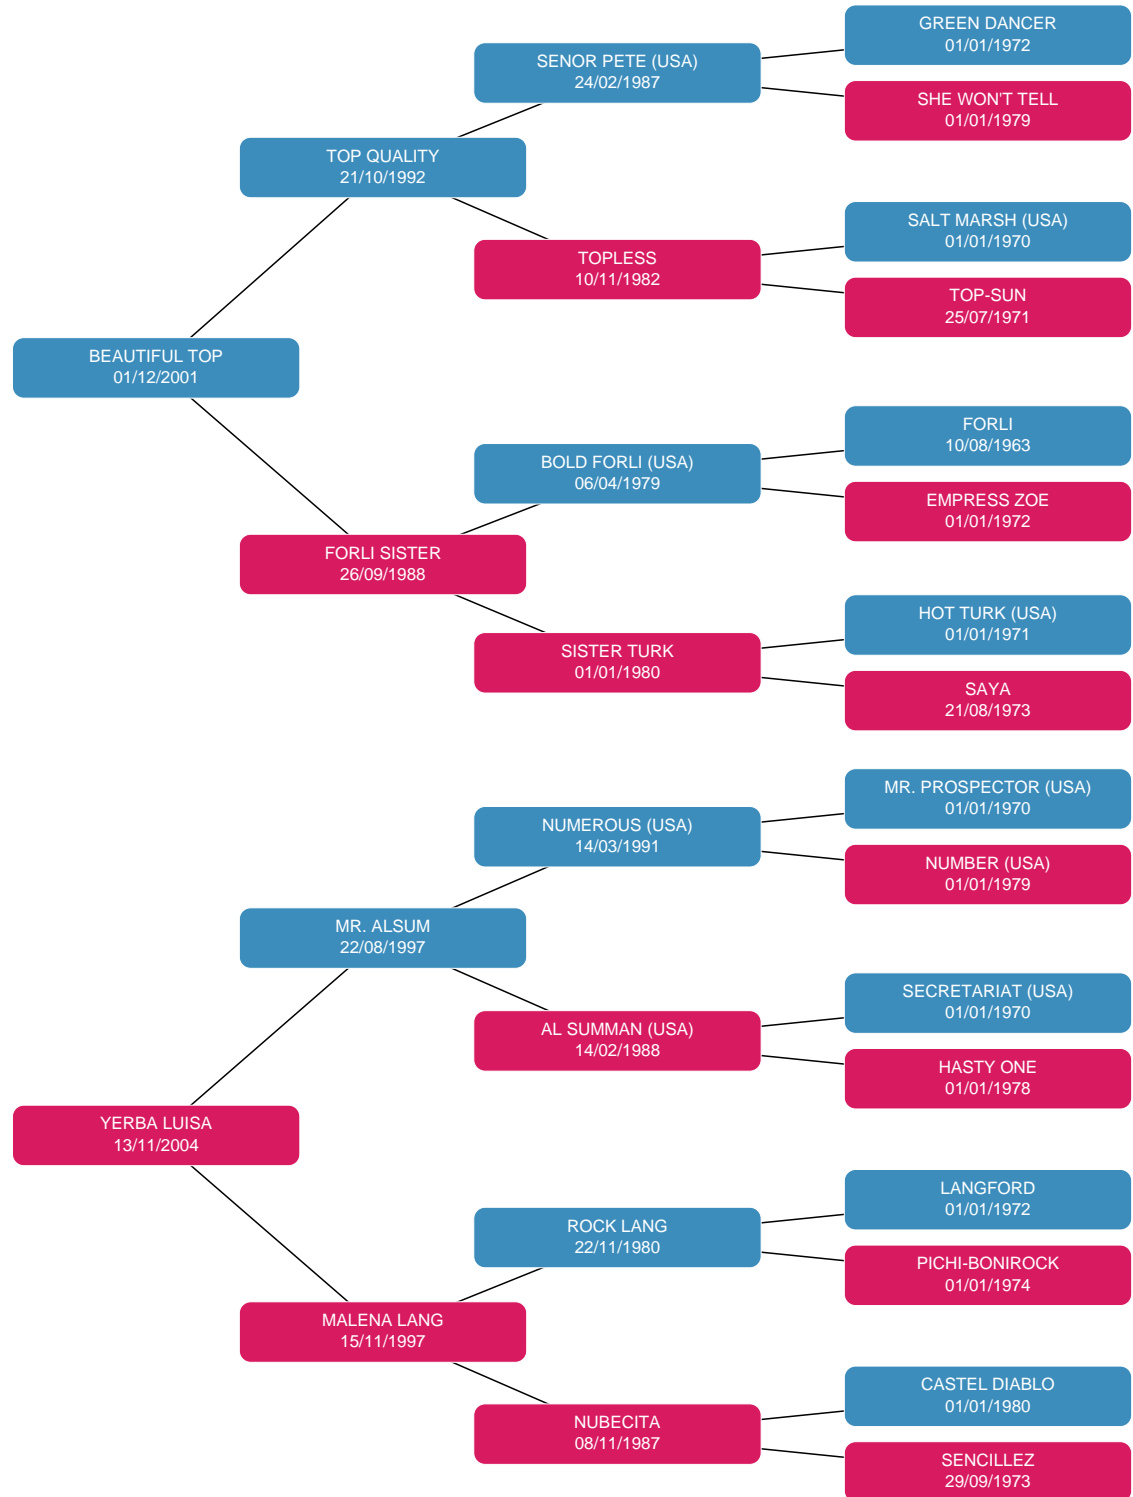 GREEN DANCER
01/01/1972
SENOR PETE (USA)
24/02/1987
SHE WON'T TELL
01/01/1979
TOP QUALITY
21/10/1992
SALT MARSH (USA)
01/01/1970
TOPLESS
10/11/1982
TOP-SUN
25/07/1971
BEAUTIFUL TOP
01/12/2001
FORLI
10/08/1963
BOLD FORLI (USA)
06/04/1979
EMPRESS ZOE
01/01/1972
FORLI SISTER
26/09/1988
HOT TURK (USA)
01/01/1971
SISTER TURK
01/01/1980
SAYA
21/08/1973
MR. PROSPECTOR (USA)
01/01/1970
NUMEROUS (USA)
14/03/1991
NUMBER (USA)
01/01/1979
MR. ALSUM
22/08/1997
SECRETARIAT (USA)
01/01/1970
AL SUMMAN (USA)
14/02/1988
HASTY ONE
01/01/1978
YERBA LUISA
13/11/2004
LANGFORD
01/01/1972
ROCK LANG
22/11/1980
PICHI-BONIROCK
01/01/1974
MALENA LANG
15/11/1997
CASTEL DIABLO
01/01/1980
NUBECITA
08/11/1987
SENCILLEZ
29/09/1973